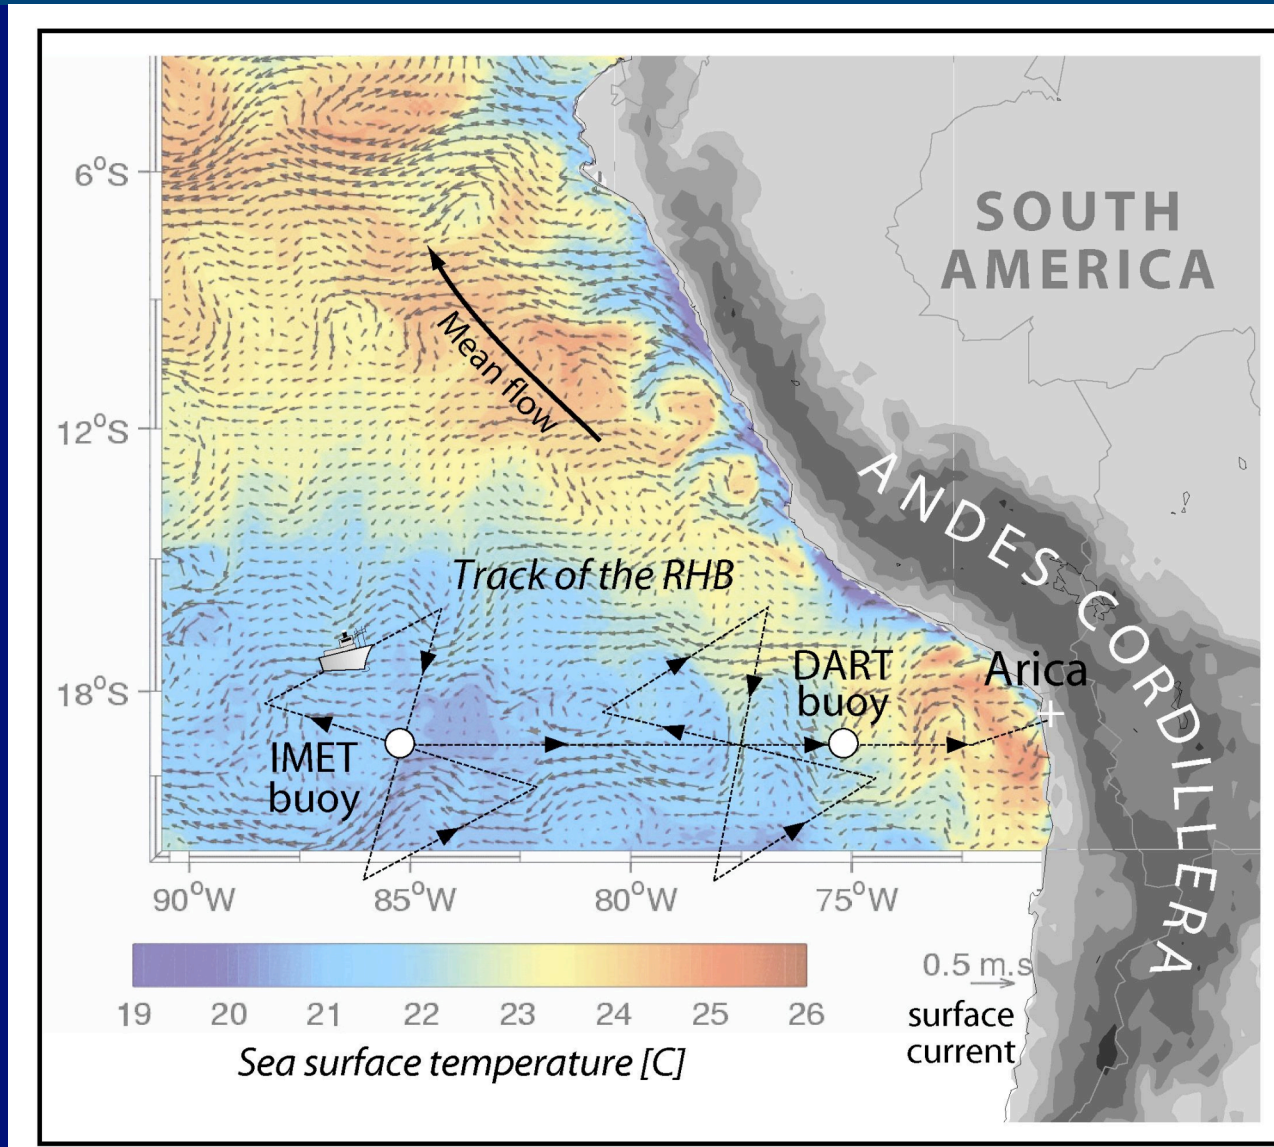 6°S
SOUTH
AMERICA
Mean flow
12°S
ANDES CORDILLERA
Track of the RHB
DART
buoy
Arica
18°S
IMET
buoy
90°W 85°W 80°W 75°W
0.5 m.s
19 20 21 22 23 24 25 26
surface
current
Sea surface temperature [C]